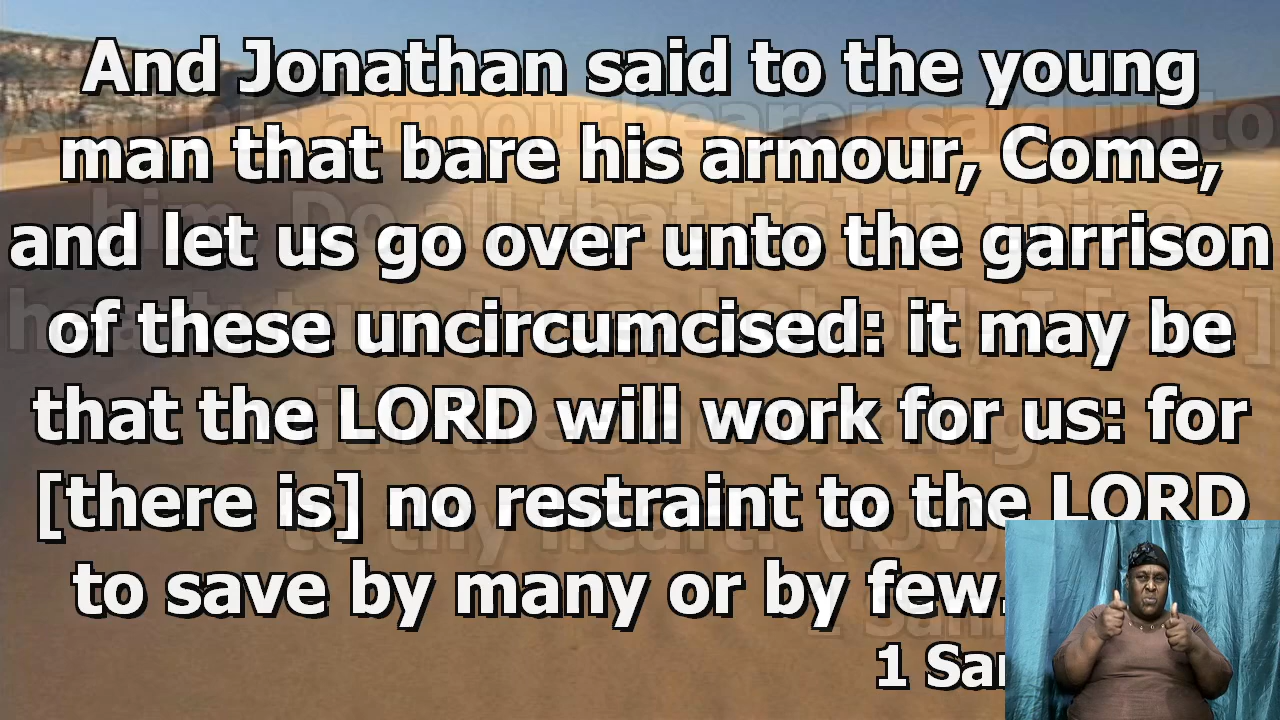 And Jonathan said to the young
man that bare his armour, Come,
and let us go over unto the garrison
of these uncircumcised: it may be
that the LORD will work for us: for
[there is] no restraint to the LORD
to save by many or by few.
1 Sa